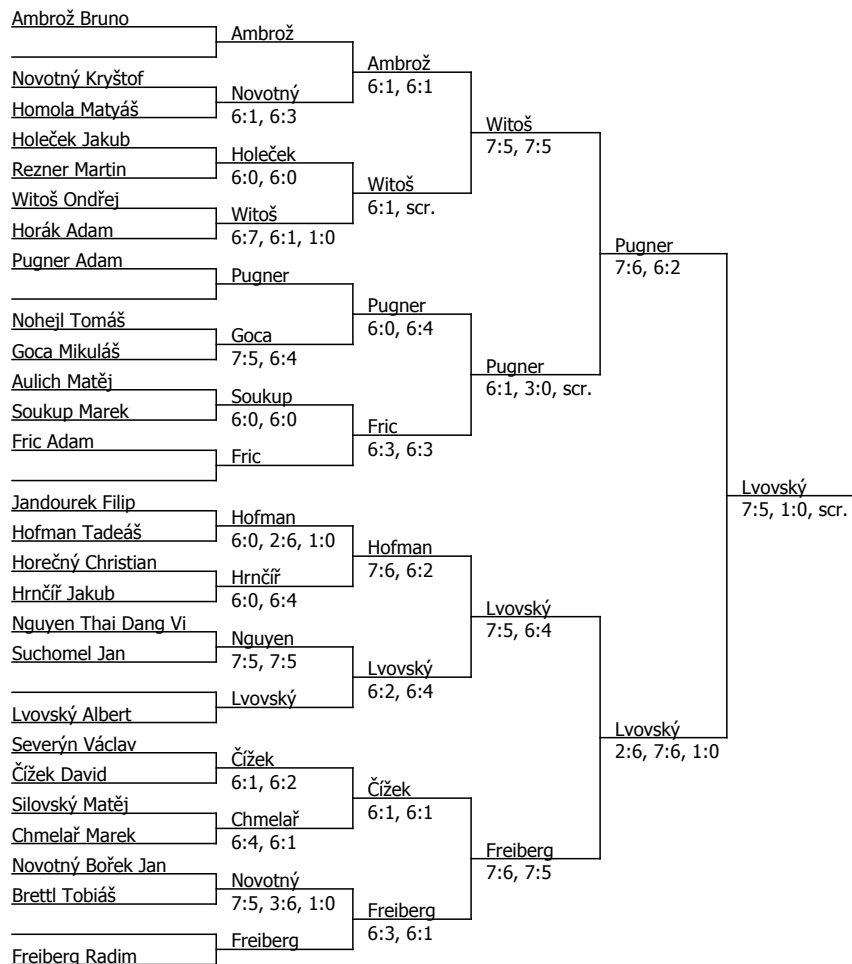 Ambrož Bruno
Novotný Kryštof
Homola Matyáš
Holeček Jakub
Rezner Martin
Witoš Ondřej
Horák Adam
Pugner Adam
Nohejl Tomáš
Goca Mikuláš
Aulich Matěj
Soukup Marek
Fric Adam
Jandourek Filip
Hofman Tadeáš
Horečný Christian
Hrnčíř Jakub
Nguyen Thai Dang Vi
Suchomel Jan
Lvovský Albert
Severýn Václav
Čížek David
Silovský Matěj
Chmelař Marek
Novotný Bořek Jan
Brettl Tobiáš
Freiberg Radim
Ambrož
Novotný
6:1, 6:3
Holeček
6:0, 6:0
Witoš
6:7, 6:1, 1:0
Pugner
Goca
7:5, 6:4
Soukup
6:0, 6:0
Fric
Hofman
6:0, 2:6, 1:0
Hrnčíř
6:0, 6:4
Nguyen
7:5, 7:5
Lvovský
Čížek
6:1, 6:2
Chmelař
6:4, 6:1
Novotný
7:5, 3:6, 1:0
Freiberg
Ambrož
6:1, 6:1
Witoš
6:1, scr.
Pugner
6:0, 6:4
Fric
6:3, 6:3
Hofman
7:6, 6:2
Lvovský
6:2, 6:4
Čížek
6:1, 6:1
Freiberg
6:3, 6:1
Witoš
7:5, 7:5
Pugner
6:1, 3:0, scr.
Lvovský
7:5, 6:4
Freiberg
7:6, 7:5
Pugner
7:6, 6:2
Lvovský
2:6, 7:6, 1:0
Lvovský
7:5, 1:0, scr.